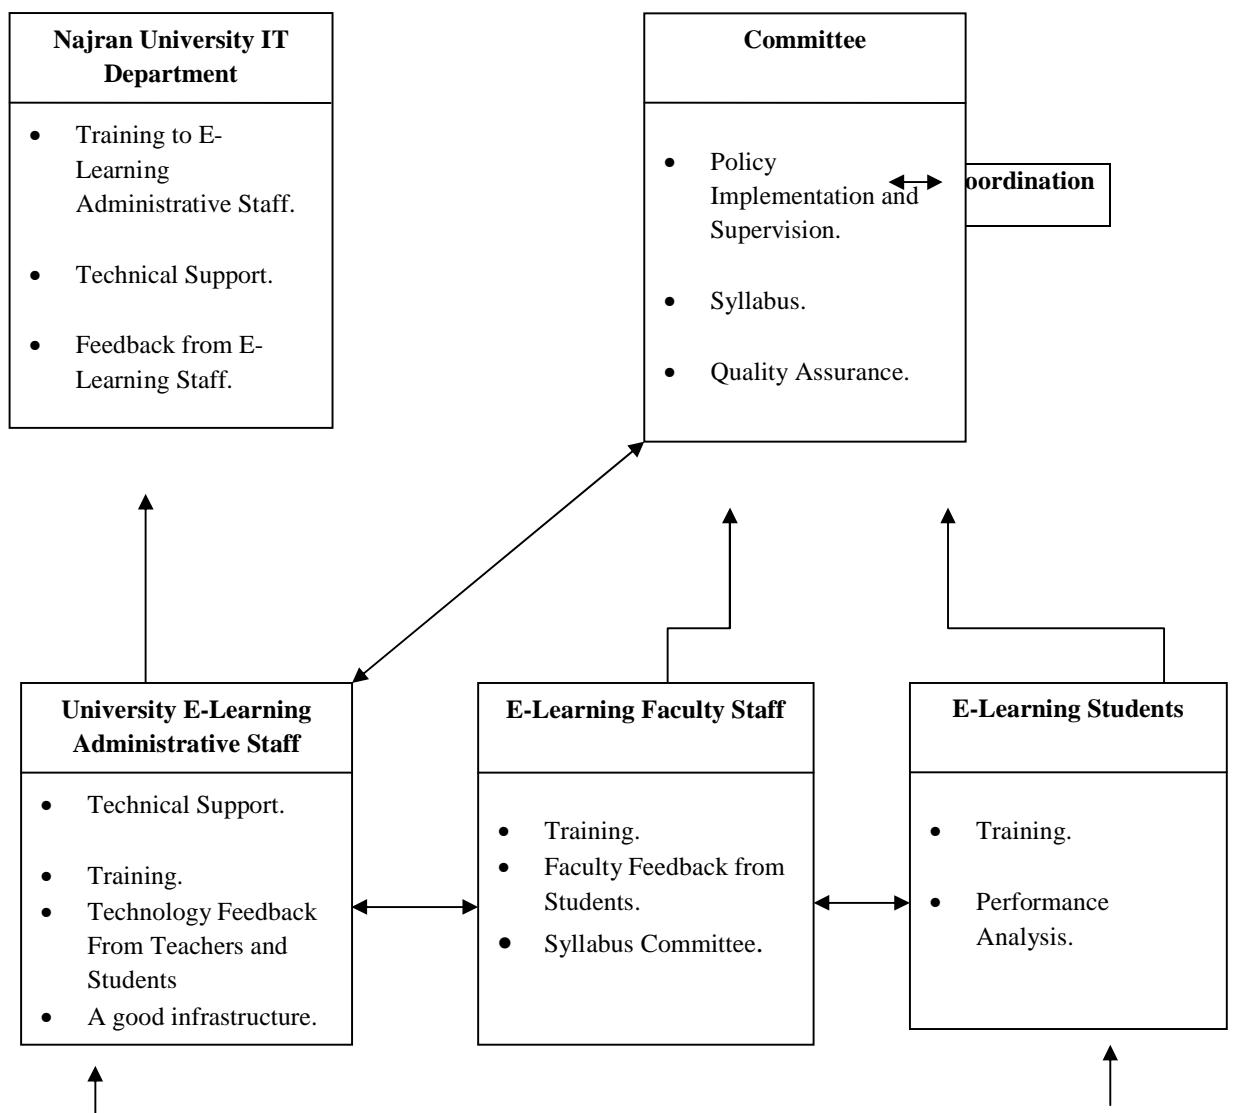 Najran University IT
Department
• Training to E-
Learning
Administrative Staff.
• Technical Support.
• Feedback from E-
Learning Staff.
Committee
• Policy
Implementation and
Supervision.
• Syllabus.
• Quality Assurance.
oordination
University E-Learning
Administrative Staff
• Technical Support.
• Training.
• Technology Feedback
From Teachers and
Students
• A good infrastructure.
E-Learning Faculty Staff
• Training.
• Faculty Feedback from
Students.
• Syllabus Committee.
E-Learning Students
• Training.
• Performance
Analysis.